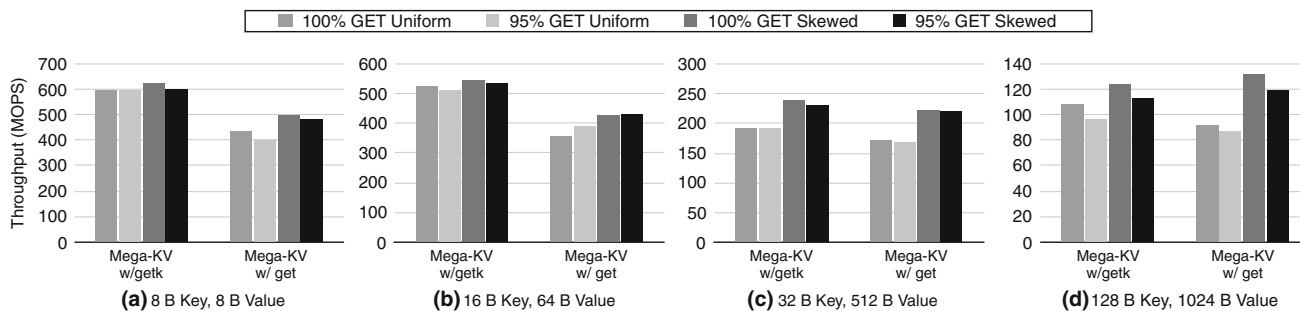 100% GET Uniform 95% GET Uniform 100% GET Skewed 95% GET Skewed
Throughput (MOPS)
700
600
500
400
300
200
100
0
Mega-KV
w/getk
Mega-KV
w/ get
(a) 8 B Key, 8 B Value
600
500
400
300
200
100
0
Mega-KV
w/getk
Mega-KV
w/ get
(b) 16 B Key, 64 B Value
300
250
200
150
100
50
0
Mega-KV
w/getk
Mega-KV
w/ get
(c) 32 B Key, 512 B Value
140
120
100
80
60
40
20
0
Mega-KV
w/getk
Mega-KV
w/ get
(d) 128 B Key, 1024 B Value